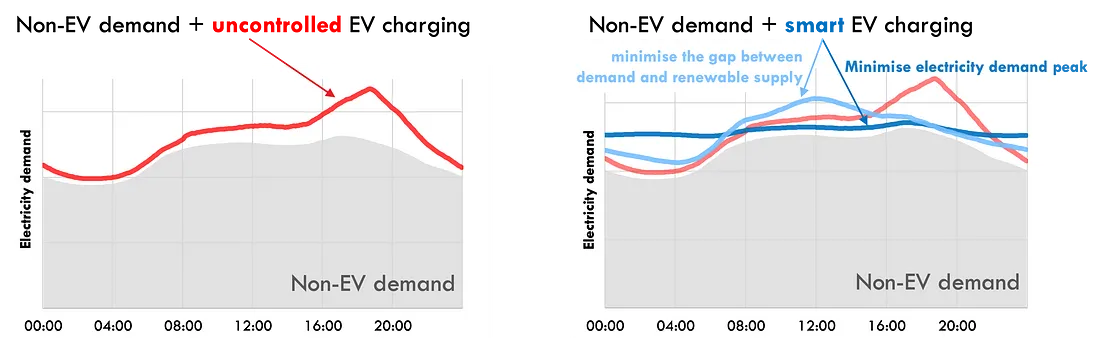 Non-EV demand + uncontrolled EV charging
Electricity demand
Non-EV demand
00:00 04:00 08:00 12:00 16:00 20:00
Non-EV demand + smart EV charging
minimise the gap between
demand and renewable supply
Minimise electricity demand peak
Electricity demand
Non-EV demand
00:00 04:00 08:00 12:00 16:00 20:00